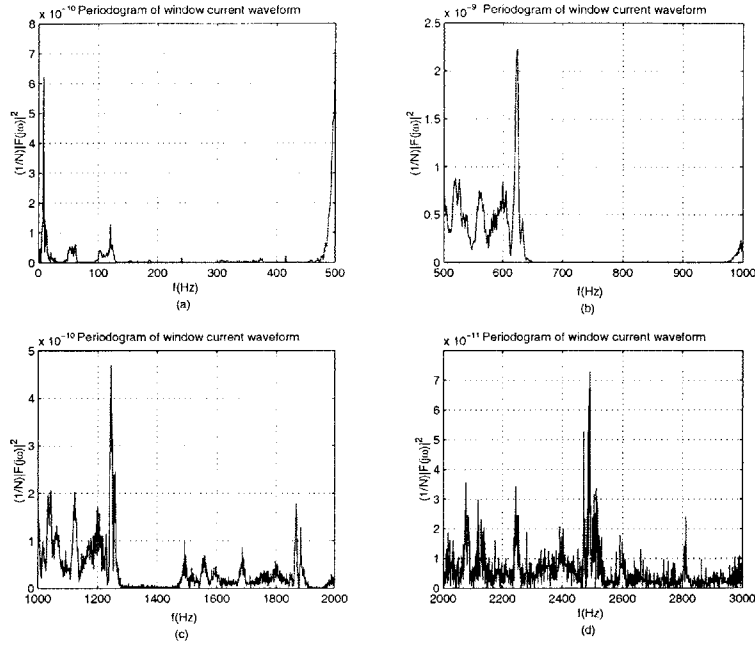 x 10^-10 Periodogram of window current waveform
8
7
6
5
4
3
2
1
0
(1/N)|F(jω)|^2
0 100 200 300 400 500
f(Hz)
(a)
x 10^-9 Periodogram of window current waveform
2.5
2
1.5
1
0.5
0
(1/N)|F(jω)|^2
500 600 700 800 900 1000
f(Hz)
(b)
x 10^-10 Periodogram of window current waveform
5
4
3
2
1
0
(1/N)|F(jω)|^2
1000 1200 1400 1600 1800 2000
f(Hz)
(c)
x 10^-11 Periodogram of window current waveform
8
7
6
5
4
3
2
1
0
(1/N)|F(jω)|^2
2000 2200 2400 2600 2800 3000
f(Hz)
(d)